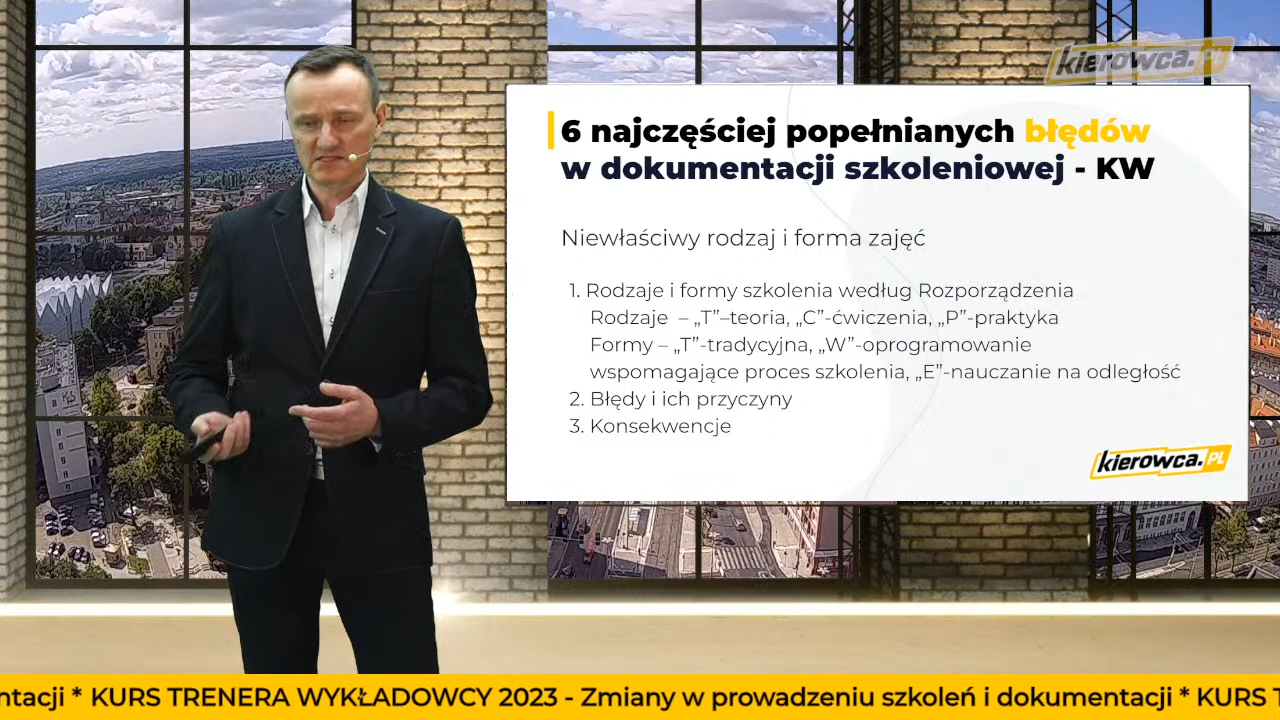 kierowca.PL
6 najczęściej popełnianych błędów
w dokumentacji szkoleniowej - KW
Niewłaściwy rodzaj i forma zajęć
1. Rodzaje i formy szkolenia według Rozporządzenia
Rodzaje – „T”–teoria, „C”-ćwiczenia, „P”-praktyka
Formy – „T”-tradycyjna, „W”-oprogramowanie
wspomagające proces szkolenia, „E”-nauczanie na odległość
2. Błędy i ich przyczyny
3. Konsekwencje
kierowca.PL
ntacji * KURS TRENERA WYKŁADOWCY 2023 - Zmiany w prowadzeniu szkoleń i dokumentacji * KURS T